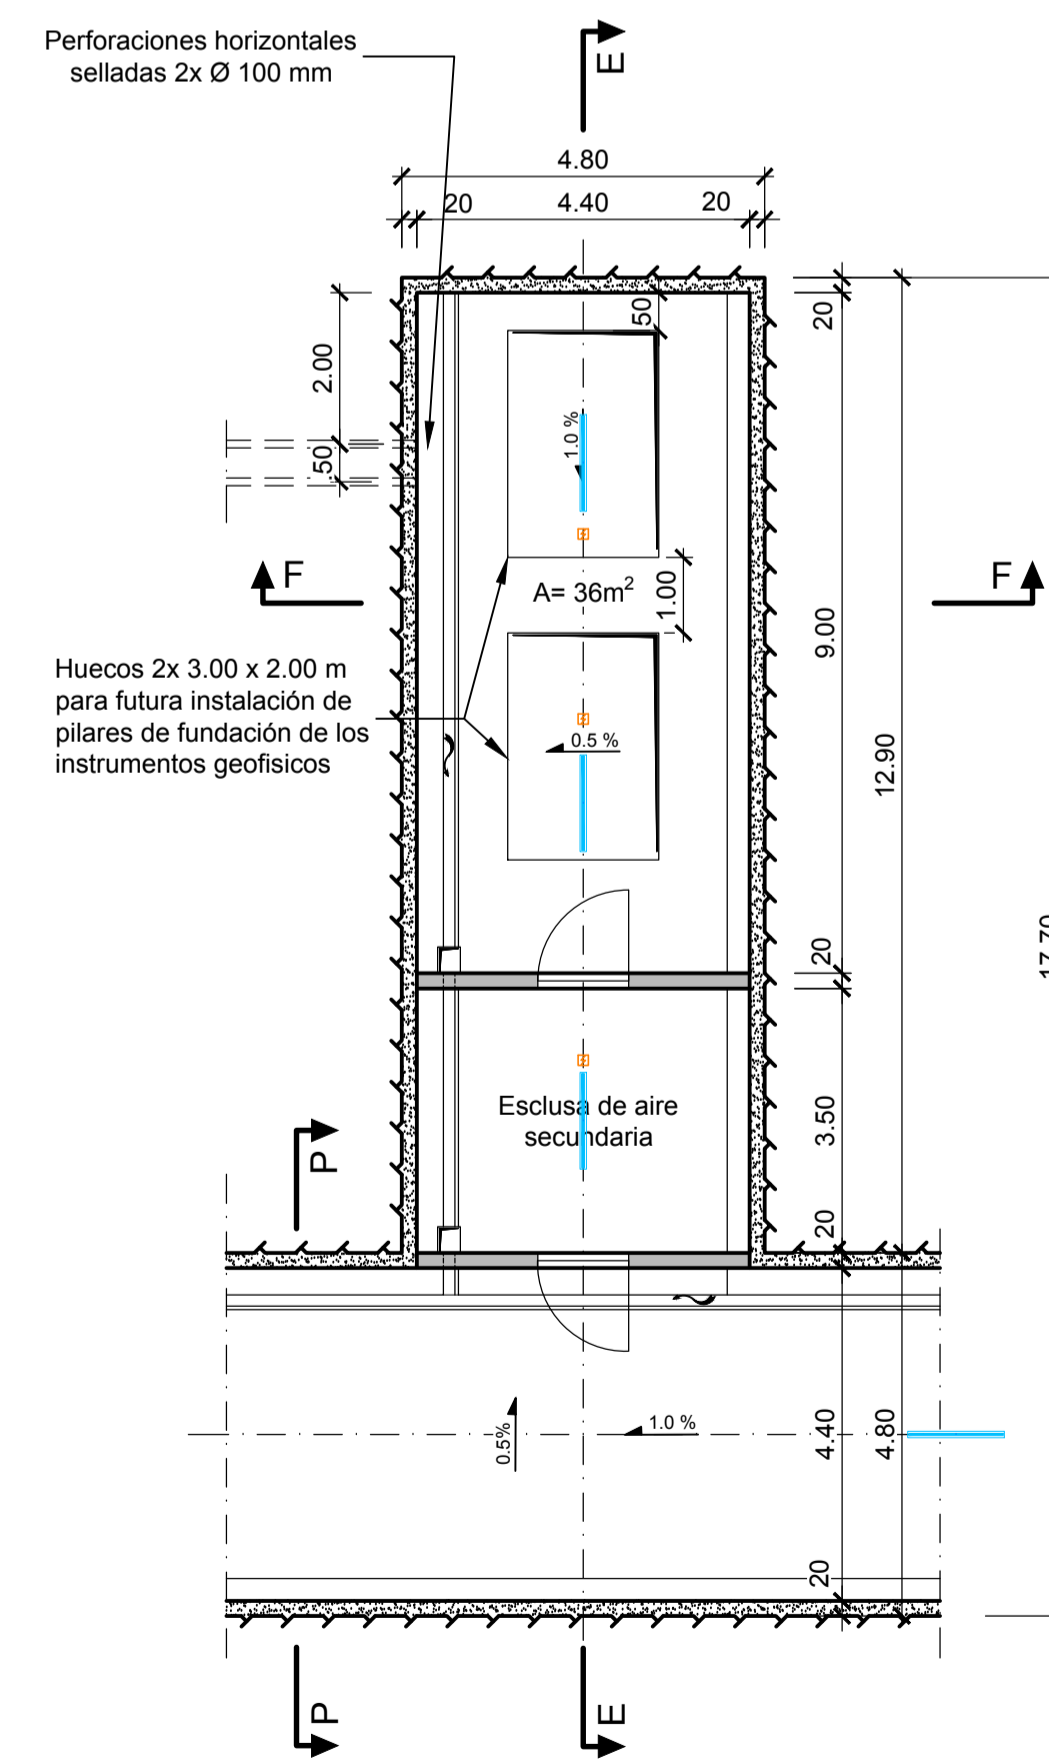 Perforaciones horizontales
selladas 2x Ø 100 mm
E
4.80
20 4.40 20
20
50
2.00
.50
1.0 %
F
F
A= 36m²
1.00
9.00
Huecos 2x 3.00 x 2.00 m
para futura instalación de
pilares de fundación de los
instrumentos geofisicos
0.5 %
12.90
17.70
20
Esclusa de aire
secundaria
3.50
P
20
0.5%
1.0 %
4.40
4.80
20
P
E